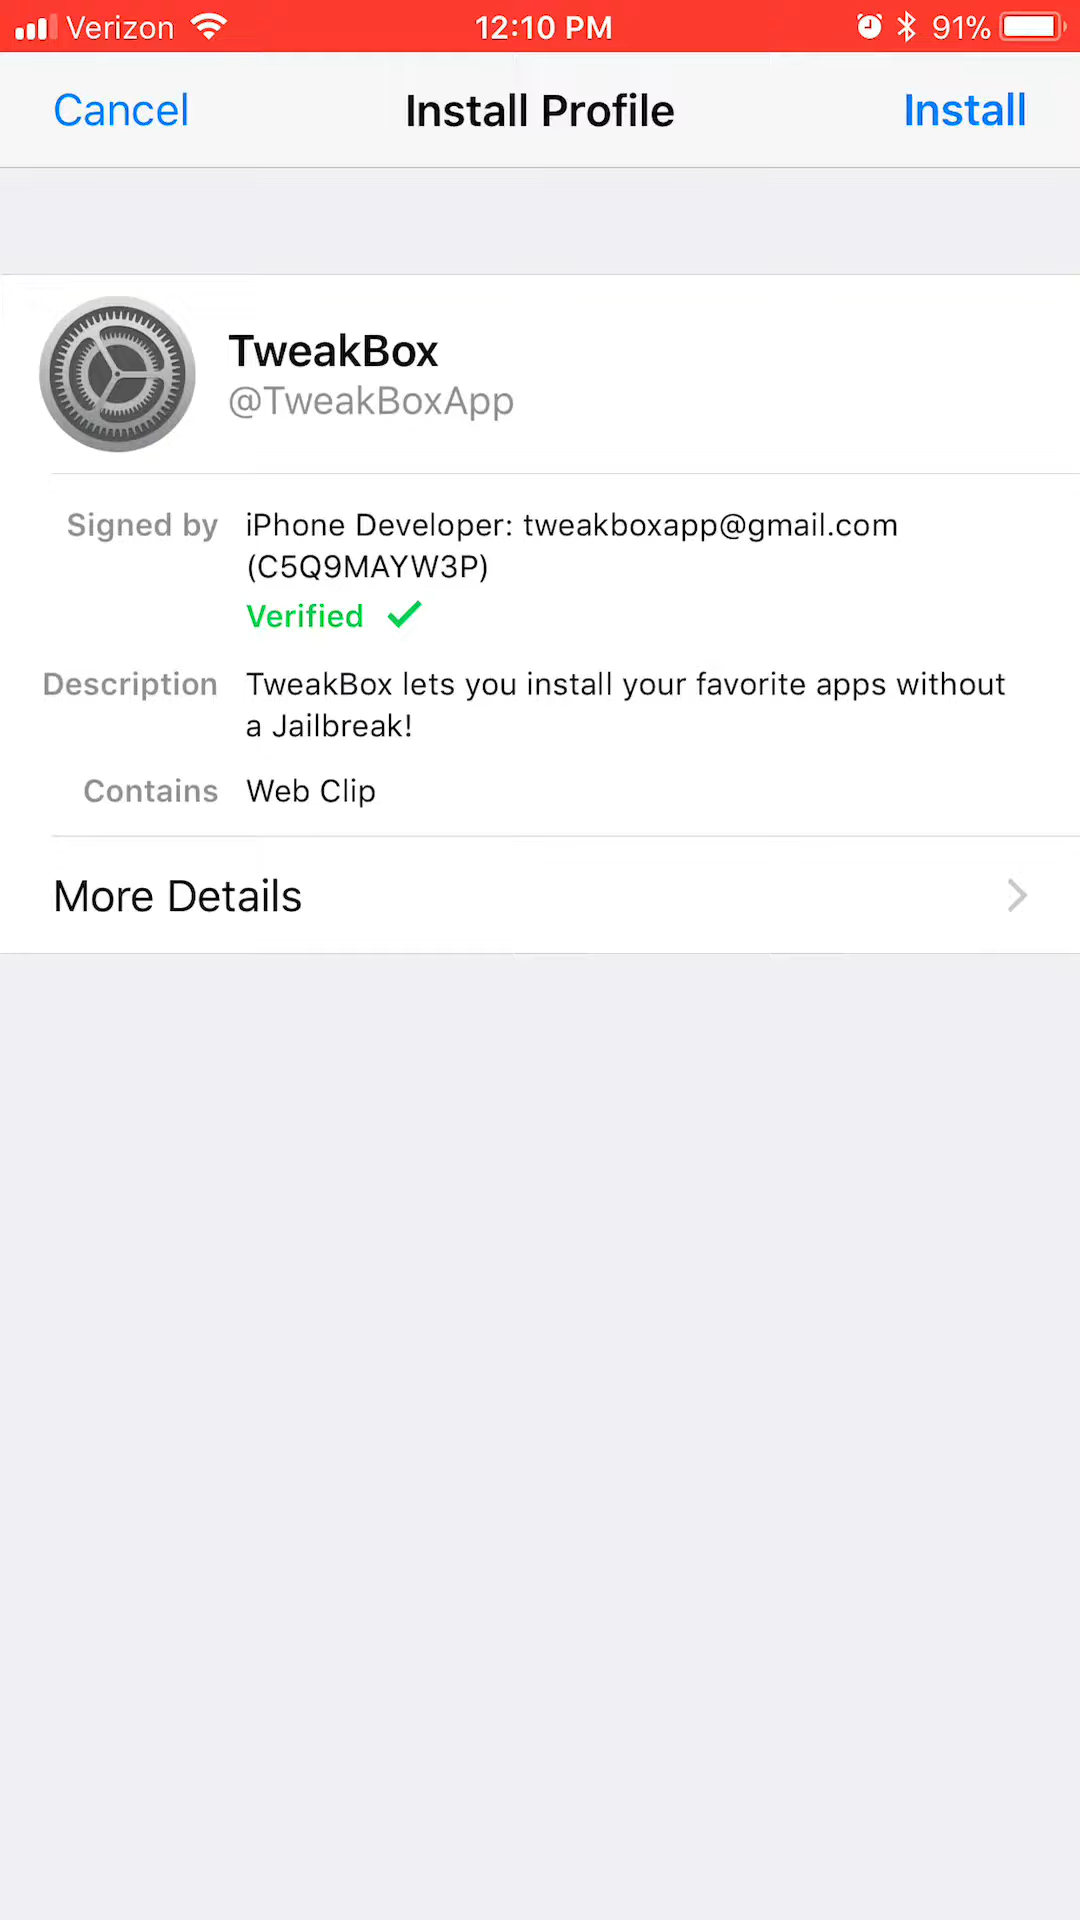 Verizon 12:10 PM 91%
Cancel Install Profile Install
TweakBox
@TweakBoxApp
Signed by iPhone Developer: tweakboxapp@gmail.com
(C5Q9MAYW3P)
Verified
Description TweakBox lets you install your favorite apps without
a Jailbreak!
Contains Web Clip
More Details